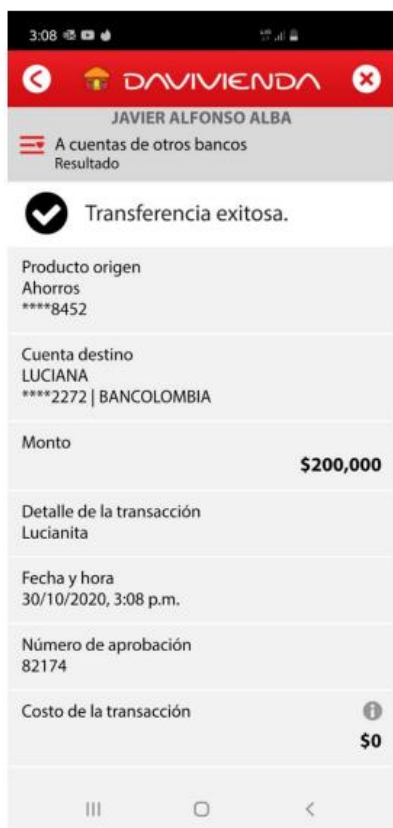 3:08
DAVIVIENDA
JAVIER ALFONSO ALBA
A cuentas de otros bancos
Resultado
Transferencia exitosa.
Producto origen
Ahorros
****8452
Cuenta destino
LUCIANA
****2272 | BANCOLOMBIA
Monto
$200,000
Detalle de la transacción
Lucianita
Fecha y hora
30/10/2020, 3:08 p.m.
Número de aprobación
82174
Costo de la transacción
$0